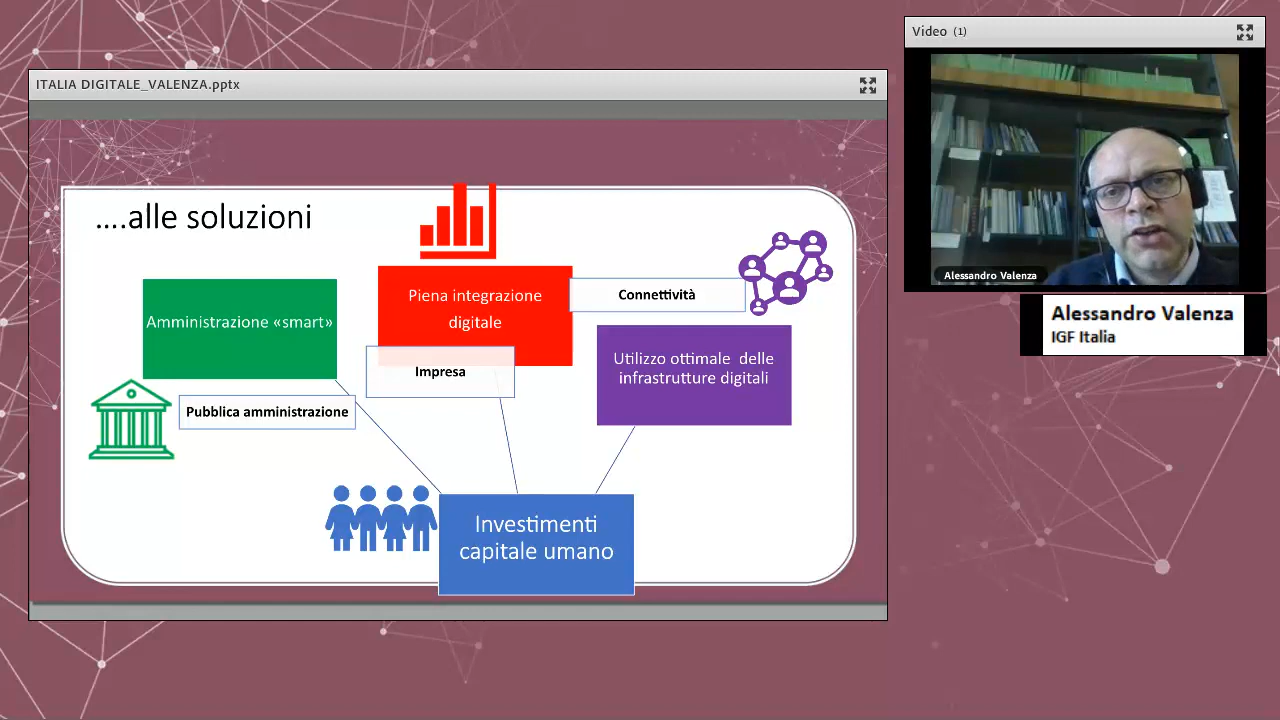 ITALIA DIGITALE_VALENZA.pptx
....alle soluzioni
Amministrazione «smart»
Pubblica amministrazione
Piena integrazione
digitale
Impresa
Connettività
Utilizzo ottimale delle
infrastrutture digitali
Investimenti
capitale umano
Video (1)
Alessandro Valenza
Alessandro Valenza
IGF Italia